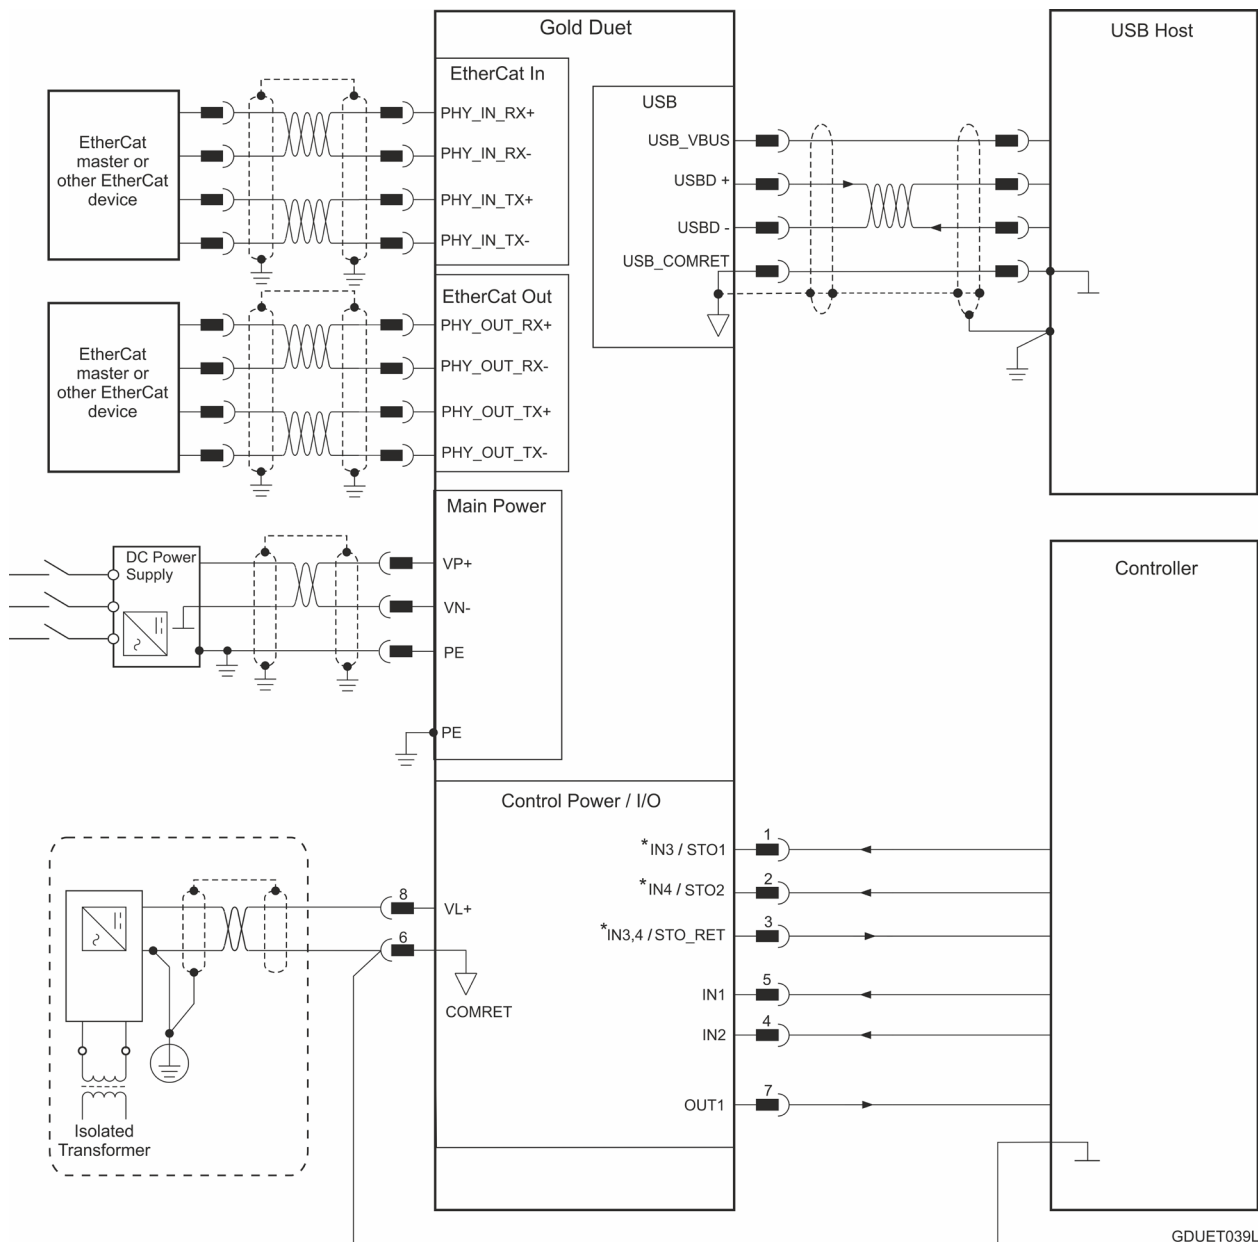 Gold Duet
EtherCat In
EtherCat
master or
other EtherCat
device
PHY_IN_RX+
PHY_IN_RX-
PHY_IN_TX+
PHY_IN_TX-
EtherCat Out
EtherCat
master or
other EtherCat
device
PHY_OUT_RX+
PHY_OUT_RX-
PHY_OUT_TX+
PHY_OUT_TX-
USB
USB_VBUS
USBD +
USBD -
USB_COMRET
USB Host
Main Power
DC Power
Supply
VP+
VN-
PE
PE
Controller
Control Power / I/O
8
VL+
6
COMRET
Isolated
Transformer
*IN3 / STO1
1
*IN4 / STO2
2
*IN3,4 / STO_RET
3
IN1
5
IN2
4
OUT1
7
GDUET039L